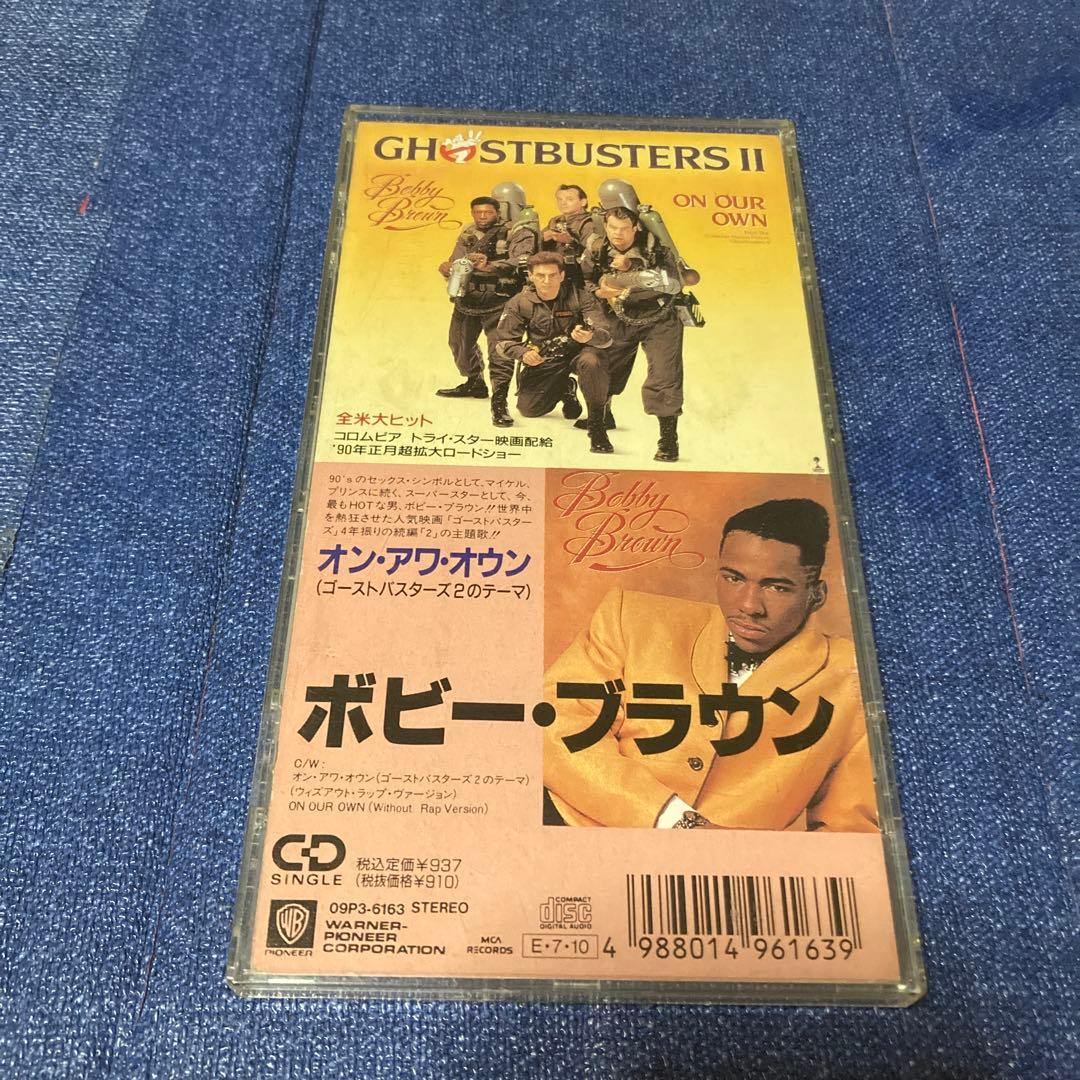 GHOSTBUSTERS II
Bobby
Brown
ON OUR
OWN
全米大ヒット
コロムビア トライ・スター映画配給
'90年正月超拡大ロードショー
90'sのセックス・シンボルとして、マイケル、
プリンスに続く、スーパースターとして、今、
最もHOTな男、ボビー・ブラウン!!世界中
を熱狂させた人気映画「ゴーストバスター
ズ」4年振りの続編「2」の主題歌!!
オン・アワ・オウン
(ゴーストバスターズ2のテーマ)
Bobby
Brown
ボビー・ブラウン
C/W:
オン・アワ・オウン(ゴーストバスターズ2のテーマ)
(ウィズアウト・ラップ・ヴァージョン)
ON OUR OWN (Without Rap Version)
CD
SINGLE
税込定価¥937
(税抜価格¥910)
09P3-6163 STEREO
WB
PIONEER
WARNER-
PIONEER
CORPORATION
MCA
RECORDS
COMPACT
disc
DIGITAL AUDIO
E・7・10
4 988014 961639